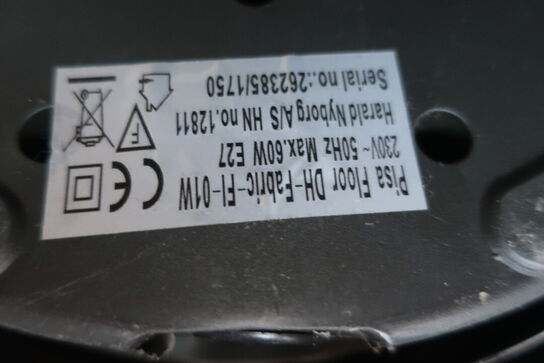 Pisa Floor DH-Fabric-Fl-01W
230V~ 50Hz Max.60W E27
Harald Nyborg A/S HN no.12811
Serial no.:262385/1750
CE
F